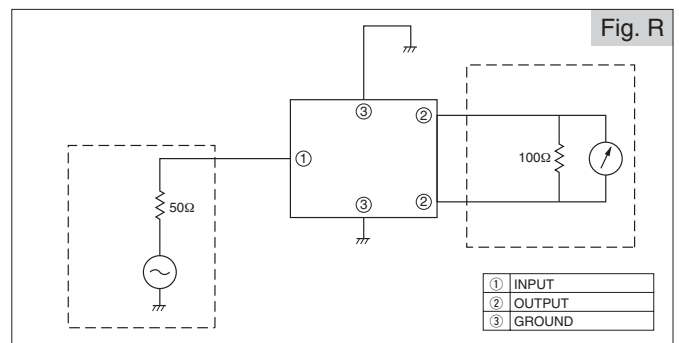 Fig. R
③
②
①
100Ω
50Ω
③
②
① INPUT
② OUTPUT
③ GROUND